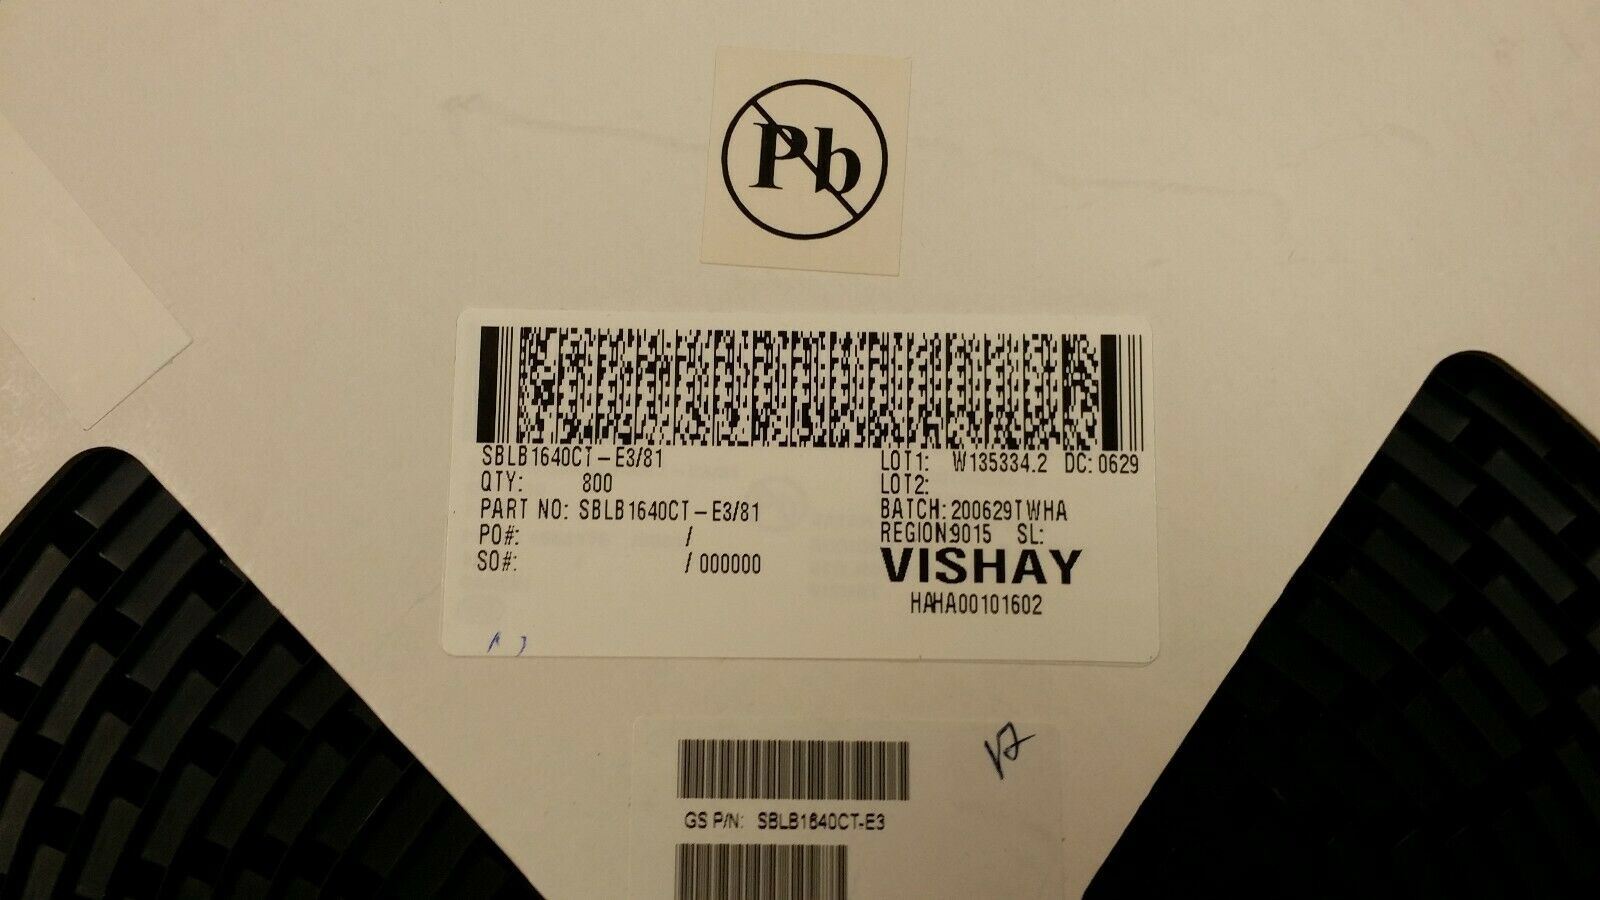 Pb
SBLB1640CT-E3/81
QTY: 800
PART NO: SBLB1640CT-E3/81
PO#: /
SO#: / 000000
LOT1: W135334.2 DC: 0629
LOT2:
BATCH: 200629TWHA
REGION:9015 SL:
VISHAY
HAHA00101602
GS P/N: SBLB1640CT-E3